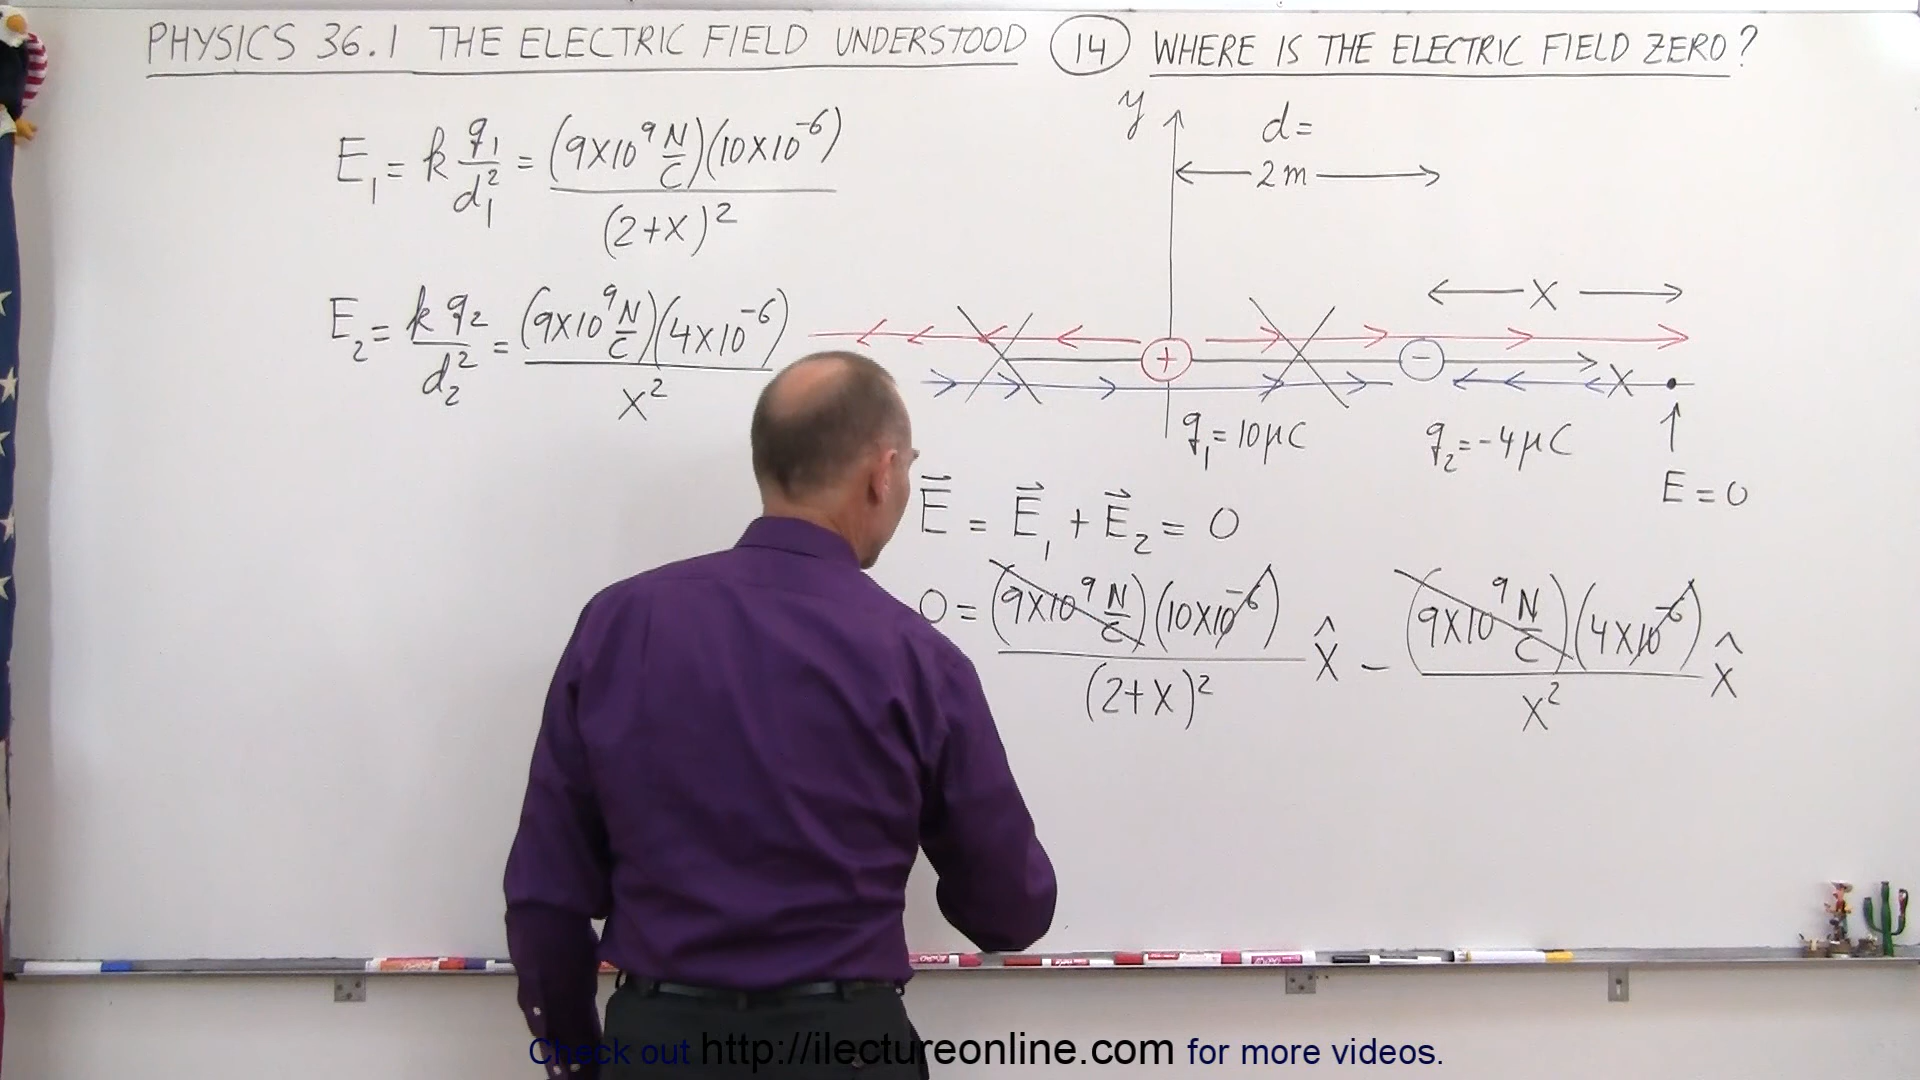 PHYSICS 36.1 THE ELECTRIC FIELD UNDERSTOOD 14 WHERE IS THE ELECTRIC FIELD ZERO?
E₁ = k q₁/d₁² = (9X10⁹ N/C)(10X10⁻⁶)/(2+X)²
E₂ = k q₂/d₂² = (9X10⁹ N/C)(4X10⁻⁶)/X²
y
d=
2m
X
+
−
X
q₁=10μC
q₂=-4μC
E=0
E⃗ = E⃗₁ + E⃗₂ = 0
0 = (9X10⁹ N/C)(10X10⁻⁶)/(2+X)² X̂ − (9X10⁹ N/C)(4X10⁻⁶)/X² X̂
Check out http://ilectureonline.com for more videos.